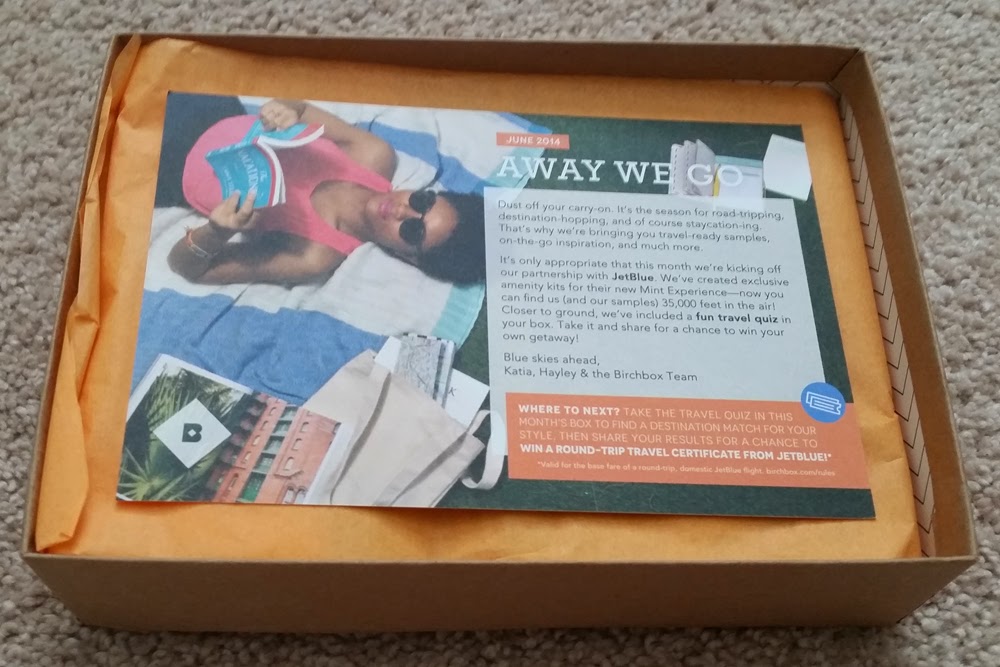 JUNE 2014
AWAY WE GO
Dust off your carry-on. It's the season for road-tripping,
destination-hopping, and of course staycation-ing.
That's why we're bringing you travel-ready samples,
on-the-go inspiration, and much more.
It's only appropriate that this month we're kicking off
our partnership with JetBlue. We've created exclusive
amenity kits for their new Mint Experience—now you
can find us (and our samples) 35,000 feet in the air!
Closer to ground, we've included a fun travel quiz in
your box. Take it and share for a chance to win your
own getaway!
Blue skies ahead,
Katia, Hayley & the Birchbox Team
WHERE TO NEXT? TAKE THE TRAVEL QUIZ IN THIS
MONTH'S BOX TO FIND A DESTINATION MATCH FOR YOUR
STYLE. THEN SHARE YOUR RESULTS FOR A CHANCE TO
WIN A ROUND-TRIP TRAVEL CERTIFICATE FROM JETBLUE!*
*Valid for the base fare of a round-trip, domestic JetBlue flight. birchbox.com/rules
B